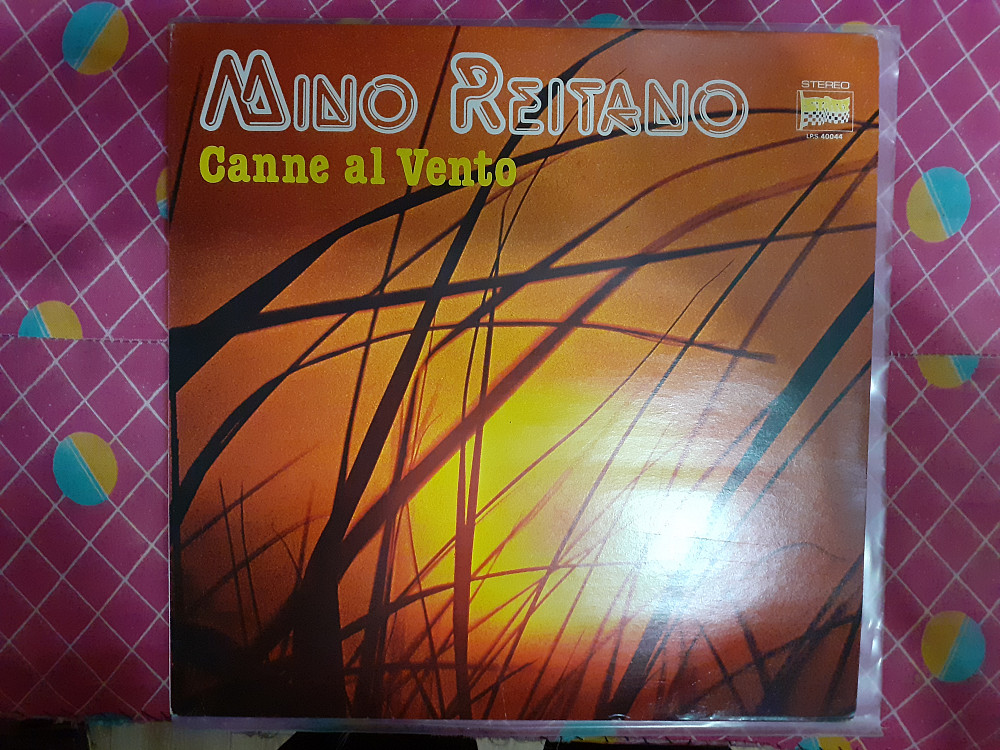 MINO REITANO
Canne al Vento
STEREO
LPS 40044